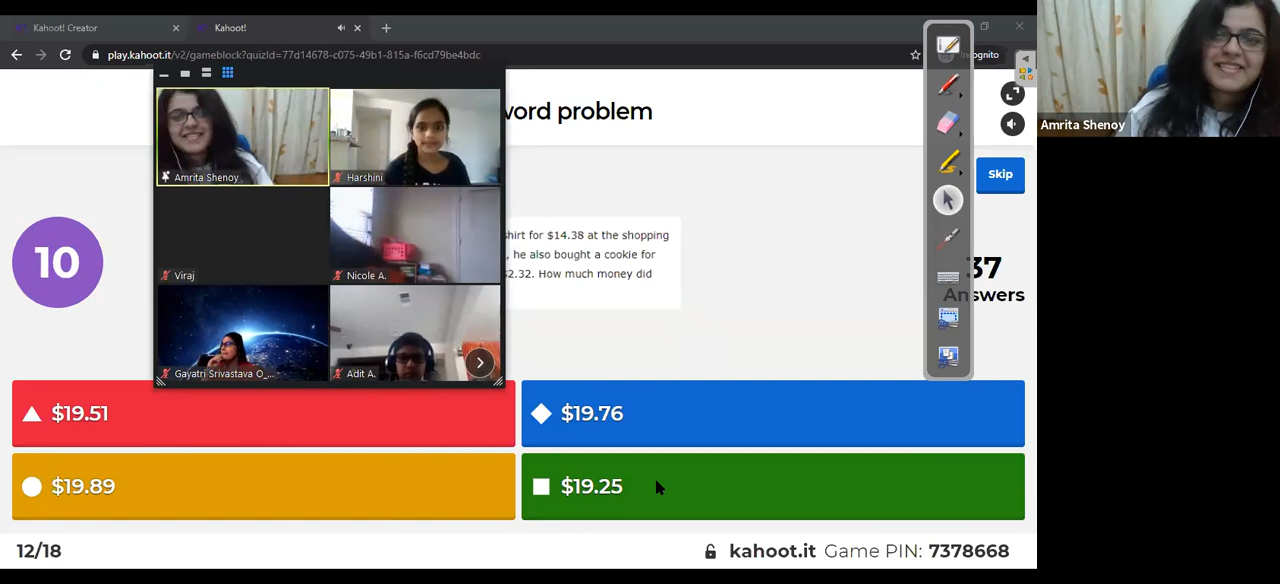 Kahoot! Creator
Kahoot!
play.kahoot.it/v2/gameblock?quizId=77d14678-c075-49b1-815a-f6cd79be4bdc
ognito
word problem
Amrita Shenoy
Amrita Shenoy
Harshini
Skip
Viraj
Nicole A.
10
shirt for $14.38 at the shopping
, he also bought a cookie for
$2.32. How much money did
37
Answers
Gayatri Srivastava O_...
Adit A.
$19.51
$19.76
$19.89
$19.25
12/18
kahoot.it Game PIN: 7378668